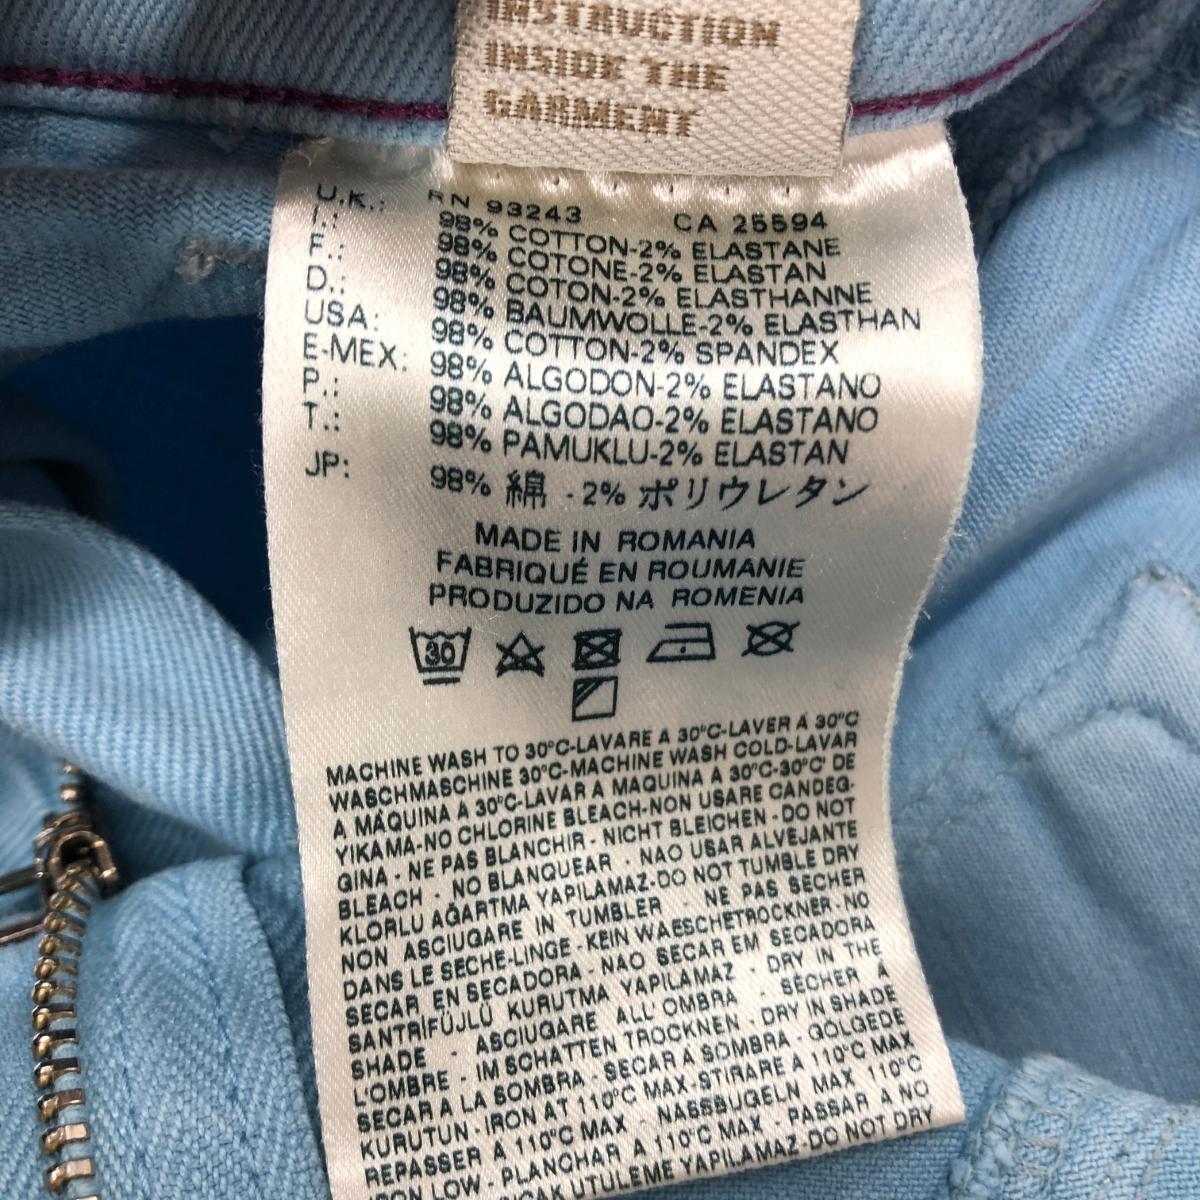 INSTRUCTION
INSIDE THE
GARMENT
RN 93243 CA 25594
U.K.: 98% COTTON-2% ELASTANE
I.: 98% COTONE-2% ELASTAN
F.: 98% COTON-2% ELASTHANNE
D.: 98% BAUMWOLLE-2% ELASTHAN
USA: 98% COTTON-2% SPANDEX
E-MEX: 98% ALGODON-2% ELASTANO
P.: 98% ALGODAO-2% ELASTANO
T.: 98% PAMUKLU-2% ELASTAN
JP: 98% 綿 - 2% ポリウレタン
MADE IN ROMANIA
FABRIQUÉ EN ROUMANIE
PRODUZIDO NA ROMENIA
30
MACHINE WASH TO 30°C-LAVARE A 30°C-LAVER A 30°C
WASCHMASCHINE 30°C-MACHINE WASH COLD-LAVAR
A MÁQUINA A 30°C-LAVAR A MAQUINA A 30°C-30°C' DE
YIKAMA-NO CHLORINE BLEACH-NON USARE CANDEG-
GINA - NE PAS BLANCHIR - NICHT BLEICHEN - DO NOT
BLEACH - NO BLANQUEAR - NAO USAR ALVEJANTE
KLORLU AĞARTMA YAPILAMAZ-DO NOT TUMBLE DRY
NON ASCIUGARE IN TUMBLER - NE PAS SECHER
DANS LE SECHE-LINGE - KEIN WAESCHETROCKNER - NO
SECAR EN SECADORA - NAO SECAR EM SECADORA
SANTRİFÜJLÜ KURUTMA YAPILAMAZ - DRY IN THE
SHADE - ASCIUGARE ALL'OMBRA - SÉCHER À
L'OMBRE - IM SCHATTEN TROCKNEN - DRY IN SHADE
SECAR A LA SOMBRA - SECAR À SOMBRA - GÖLGEDE
KURUTUN - IRON AT 110°C MAX-STIRARE A 110°C MAX
REPASSER A 110°C MAX - NASSBUGELN MAX 110°C
IRON LOW - PLANCHAR A 110°C MAX - PASSAR A NO
SICAK UTULEME YAPILAMAZ-DO NOT DRY